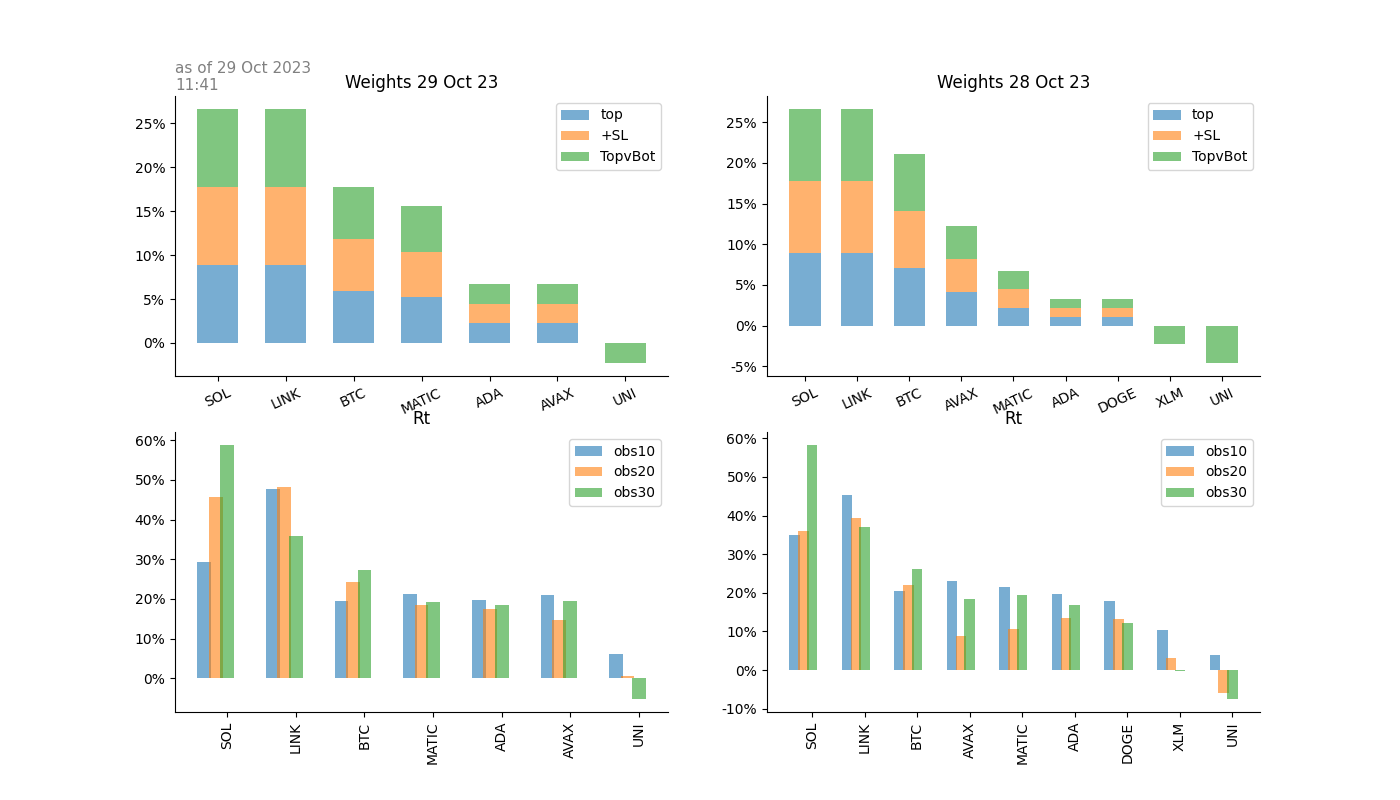 as of 29 Oct 2023
11:41
Weights 29 Oct 23
25%
20%
15%
10%
5%
0%
top
+SL
TopvBot
SOL
LINK
BTC
MATIC
ADA
AVAX
UNI
Weights 28 Oct 23
25%
20%
15%
10%
5%
0%
-5%
top
+SL
TopvBot
SOL
LINK
BTC
AVAX
MATIC
ADA
DOGE
XLM
UNI
Rt
60%
50%
40%
30%
20%
10%
0%
obs10
obs20
obs30
SOL
LINK
BTC
MATIC
ADA
AVAX
UNI
Rt
60%
50%
40%
30%
20%
10%
0%
-10%
obs10
obs20
obs30
SOL
LINK
BTC
AVAX
MATIC
ADA
DOGE
XLM
UNI